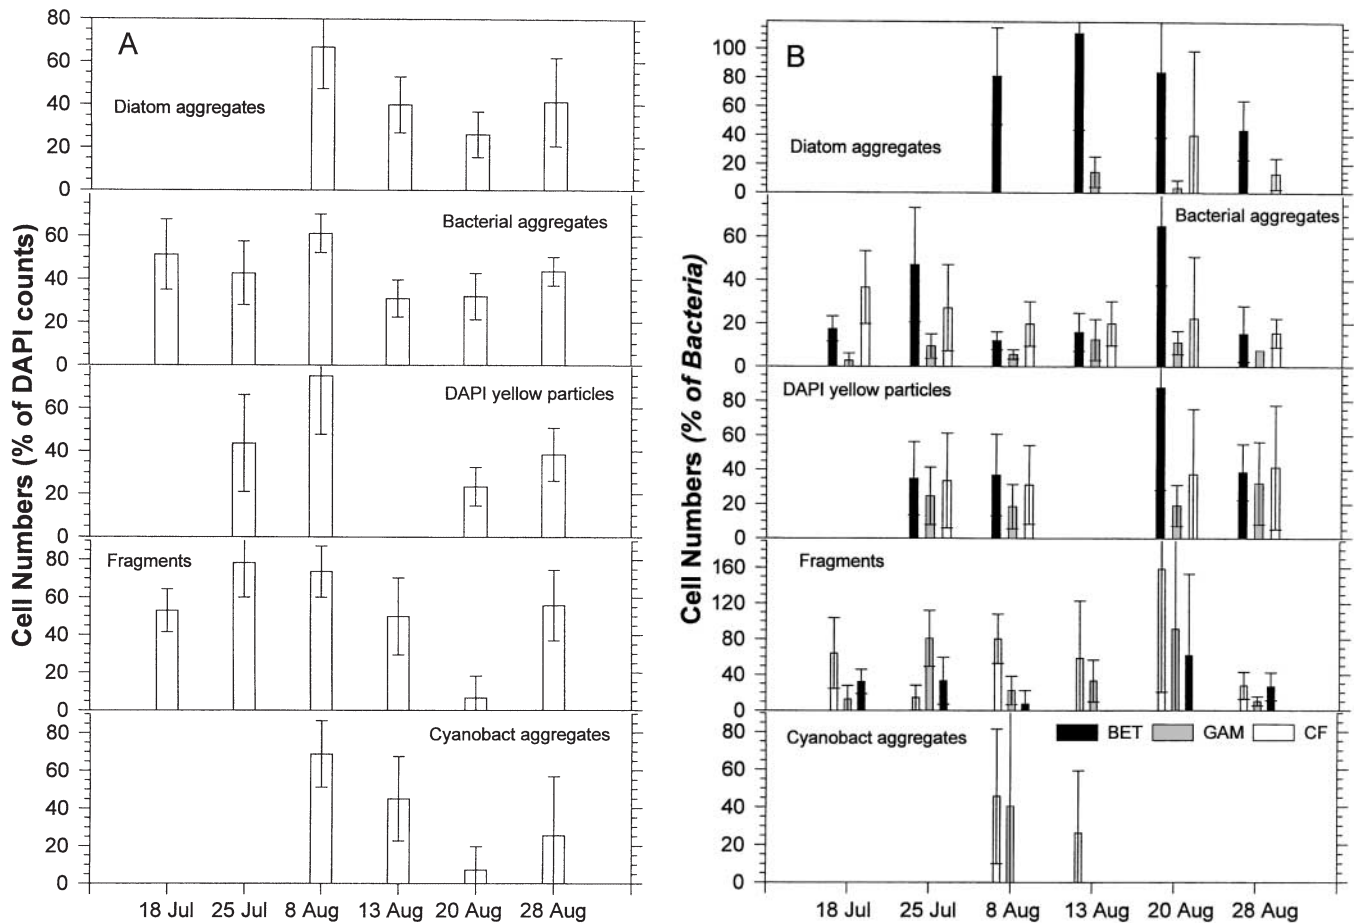 A
Cell Numbers (% of DAPI counts)
80
60
40
20
0
Diatom aggregates
60
40
20
0
Bacterial aggregates
60
40
20
0
DAPI yellow particles
80
60
40
20
0
Fragments
80
60
40
20
0
Cyanobact aggregates
18 Jul 25 Jul 8 Aug 13 Aug 20 Aug 28 Aug
B
Cell Numbers (% of Bacteria)
100
80
60
40
20
0
Diatom aggregates
60
40
20
0
Bacterial aggregates
80
60
40
20
0
DAPI yellow particles
160
120
80
40
0
Fragments
80
60
40
20
0
Cyanobact aggregates
BET GAM CF
18 Jul 25 Jul 8 Aug 13 Aug 20 Aug 28 Aug